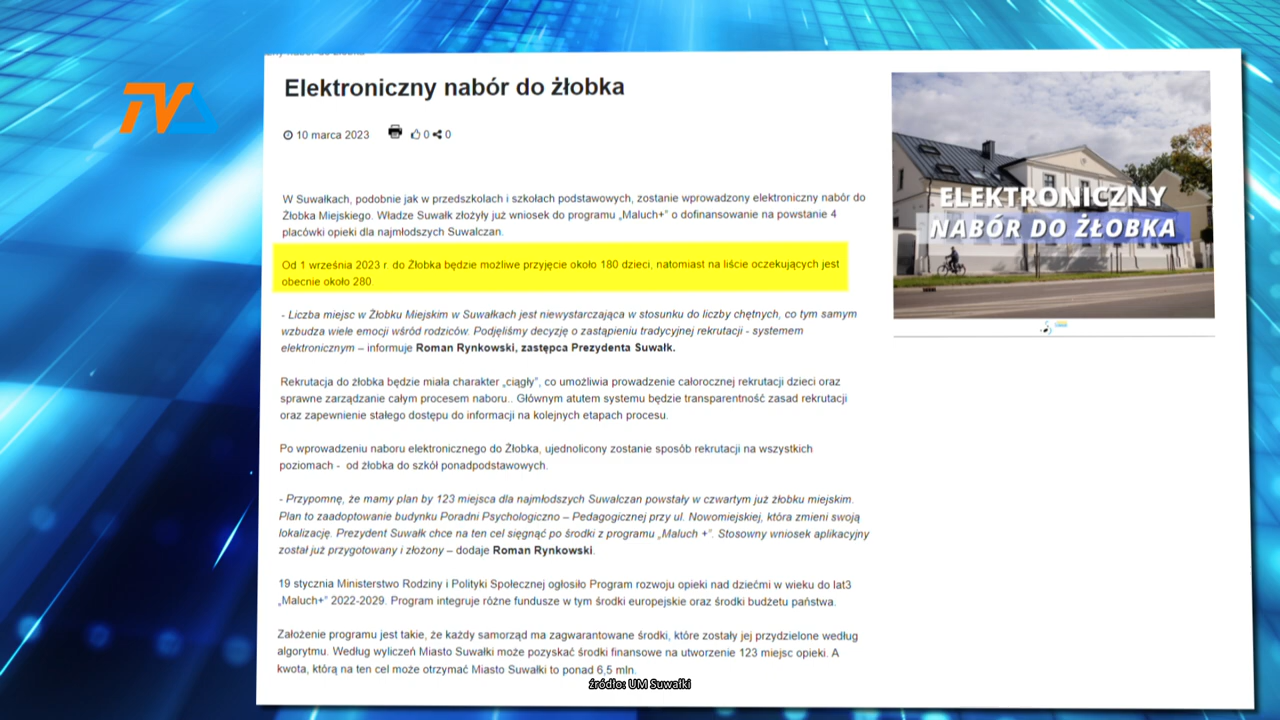 TVA
Elektroniczny nabór do żłobka
10 marca 2023 0 0
W Suwałkach, podobnie jak w przedszkolach i szkołach podstawowych, zostanie wprowadzony elektroniczny nabór do
Żłobka Miejskiego. Władze Suwałk złożyły już wniosek do programu „Maluch+" o dofinansowanie na powstanie 4
placówki opieki dla najmłodszych Suwalczan.
Od 1 września 2023 r. do Żłobka będzie możliwe przyjęcie około 180 dzieci, natomiast na liście oczekujących jest
obecnie około 280.
- Liczba miejsc w Żłobku Miejskim w Suwałkach jest niewystarczająca w stosunku do liczby chętnych, co tym samym
wzbudza wiele emocji wśród rodziców. Podjęliśmy decyzję o zastąpieniu tradycyjnej rekrutacji - systemem
elektronicznym – informuje Roman Rynkowski, zastępca Prezydenta Suwałk.
Rekrutacja do żłobka będzie miała charakter „ciągły", co umożliwia prowadzenie całorocznej rekrutacji dzieci oraz
sprawne zarządzanie całym procesem naboru.. Głównym atutem systemu będzie transparentność zasad rekrutacji
oraz zapewnienie stałego dostępu do informacji na kolejnych etapach procesu.
Po wprowadzeniu naboru elektronicznego do Żłobka, ujednolicony zostanie sposób rekrutacji na wszystkich
poziomach - od żłobka do szkół ponadpodstawowych.
- Przypomnę, że mamy plan by 123 miejsca dla najmłodszych Suwalczan powstały w czwartym już żłobku miejskim.
Plan to zaadoptowanie budynku Poradni Psychologiczno – Pedagogicznej przy ul. Nowomiejskiej, która zmieni swoją
lokalizację. Prezydent Suwałk chce na ten cel sięgnąć po środki z programu „Maluch +". Stosowny wniosek aplikacyjny
został już przygotowany i złożony – dodaje Roman Rynkowski.
19 stycznia Ministerstwo Rodziny i Polityki Społecznej ogłosiło Program rozwoju opieki nad dziećmi w wieku do lat3
„Maluch+" 2022-2029. Program integruje różne fundusze w tym środki europejskie oraz środki budżetu państwa.
Założenie programu jest takie, że każdy samorząd ma zagwarantowane środki, które zostały jej przydzielone według
algorytmu. Według wyliczeń Miasto Suwałki może pozyskać środki finansowe na utworzenie 123 miejsc opieki. A
kwota, którą na ten cel może otrzymać Miasto Suwałki to ponad 6,5 mln.
ELEKTRONICZNY
NABÓR DO ŻŁOBKA
źródło: UM Suwałki